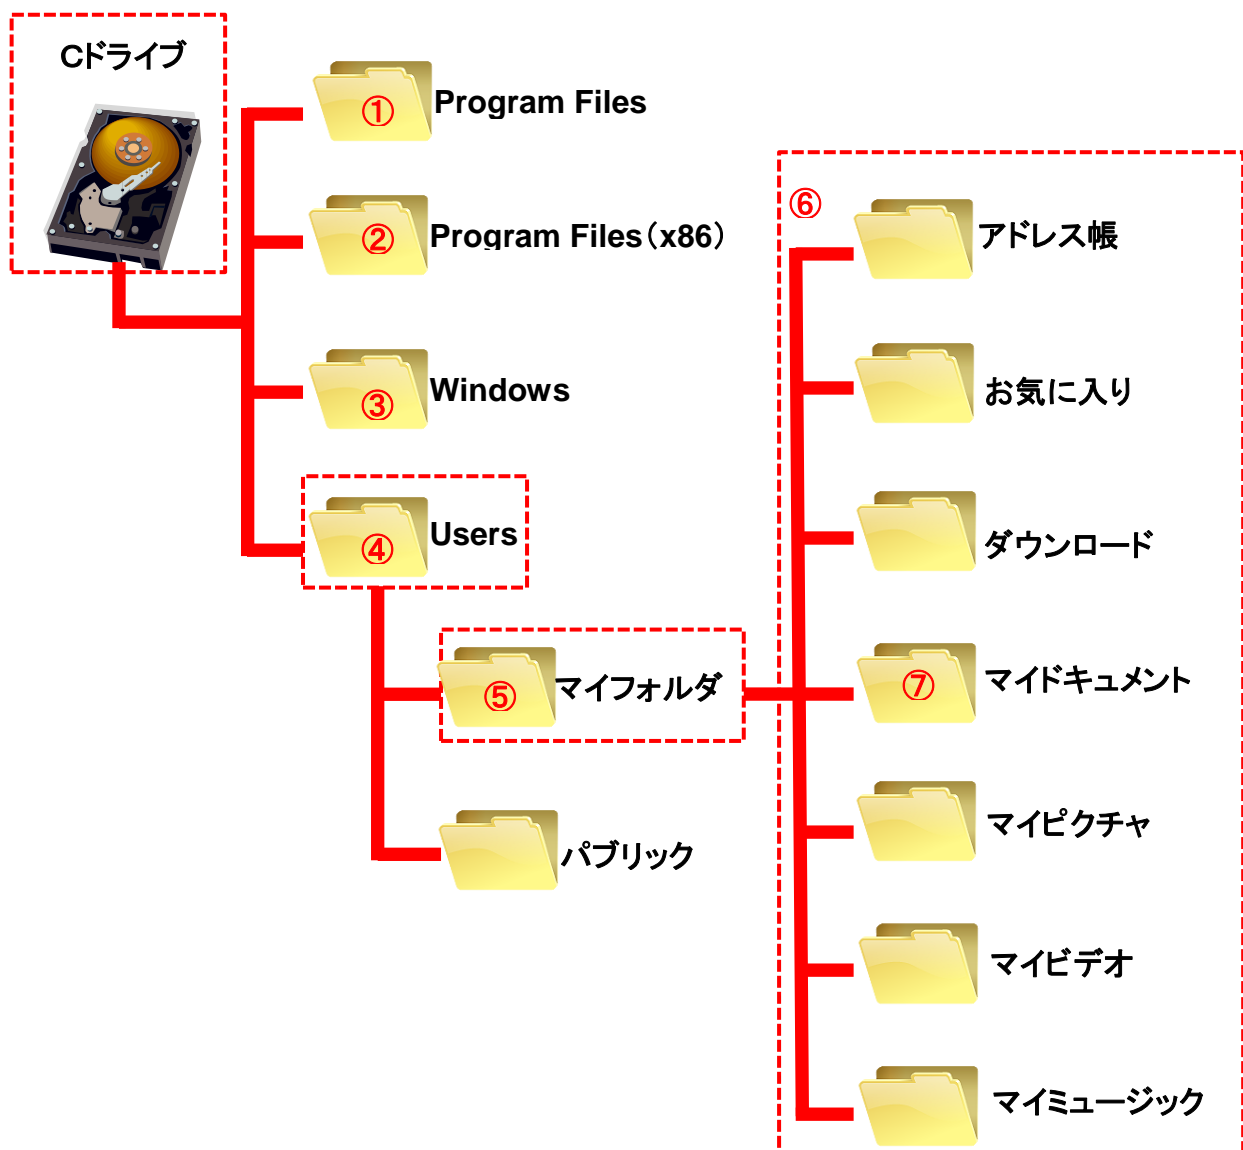 Cドライブ
① Program Files
② Program Files（x86）
③ Windows
④ Users
⑤ マイフォルダ
パブリック
⑥
アドレス帳
お気に入り
ダウンロード
⑦ マイドキュメント
マイピクチャ
マイビデオ
マイミュージック